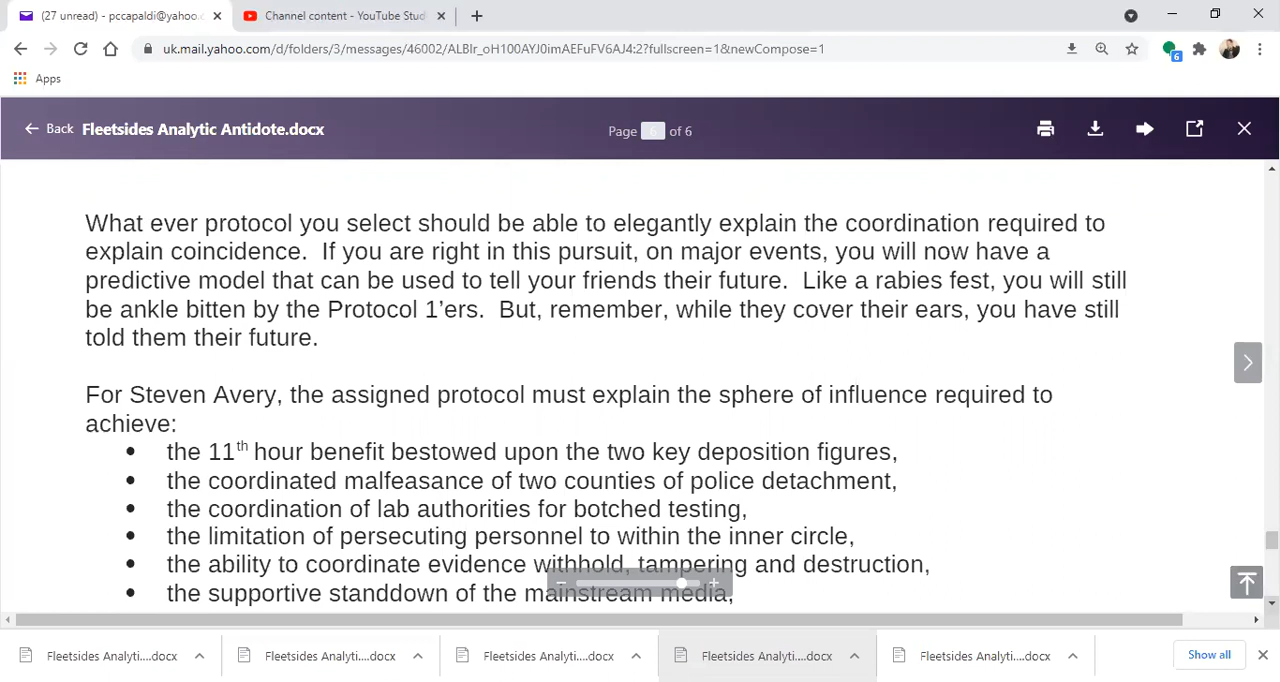 (27 unread) - pccapaldi@yahoo.c
Channel content - YouTube Stud
uk.mail.yahoo.com/d/folders/3/messages/46002/ALBIr_oH100AYJ0imAEFuFV6AJ4:2?fullscreen=1&newCompose=1
6
Apps
Back Fleetsides Analytic Antidote.docx
Page 6 of 6
What ever protocol you select should be able to elegantly explain the coordination required to
explain coincidence. If you are right in this pursuit, on major events, you will now have a
predictive model that can be used to tell your friends their future. Like a rabies fest, you will still
be ankle bitten by the Protocol 1’ers. But, remember, while they cover their ears, you have still
told them their future.
For Steven Avery, the assigned protocol must explain the sphere of influence required to
achieve:
• the 11th hour benefit bestowed upon the two key deposition figures,
• the coordinated malfeasance of two counties of police detachment,
• the coordination of lab authorities for botched testing,
• the limitation of persecuting personnel to within the inner circle,
• the ability to coordinate evidence withhold, tampering and destruction,
• the supportive standdown of the mainstream media,
Fleetsides Analyti....docx
Fleetsides Analyti....docx
Fleetsides Analyti....docx
Fleetsides Analyti....docx
Fleetsides Analyti....docx
Show all